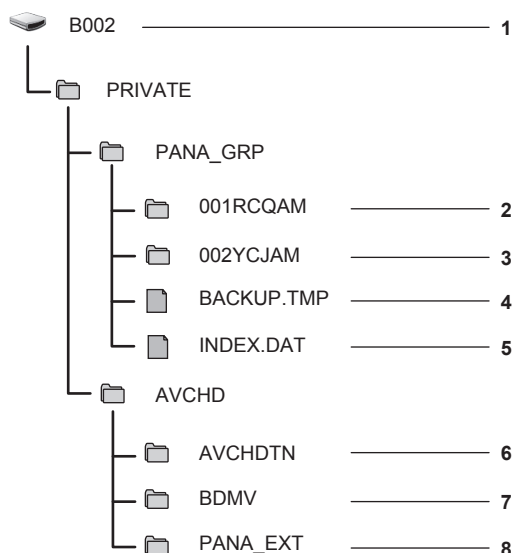 B002 1
PRIVATE
PANA_GRP
001RCQAM 2
002YCJAM 3
BACKUP.TMP 4
INDEX.DAT 5
AVCHD
AVCHDTN 6
BDMV 7
PANA_EXT 8